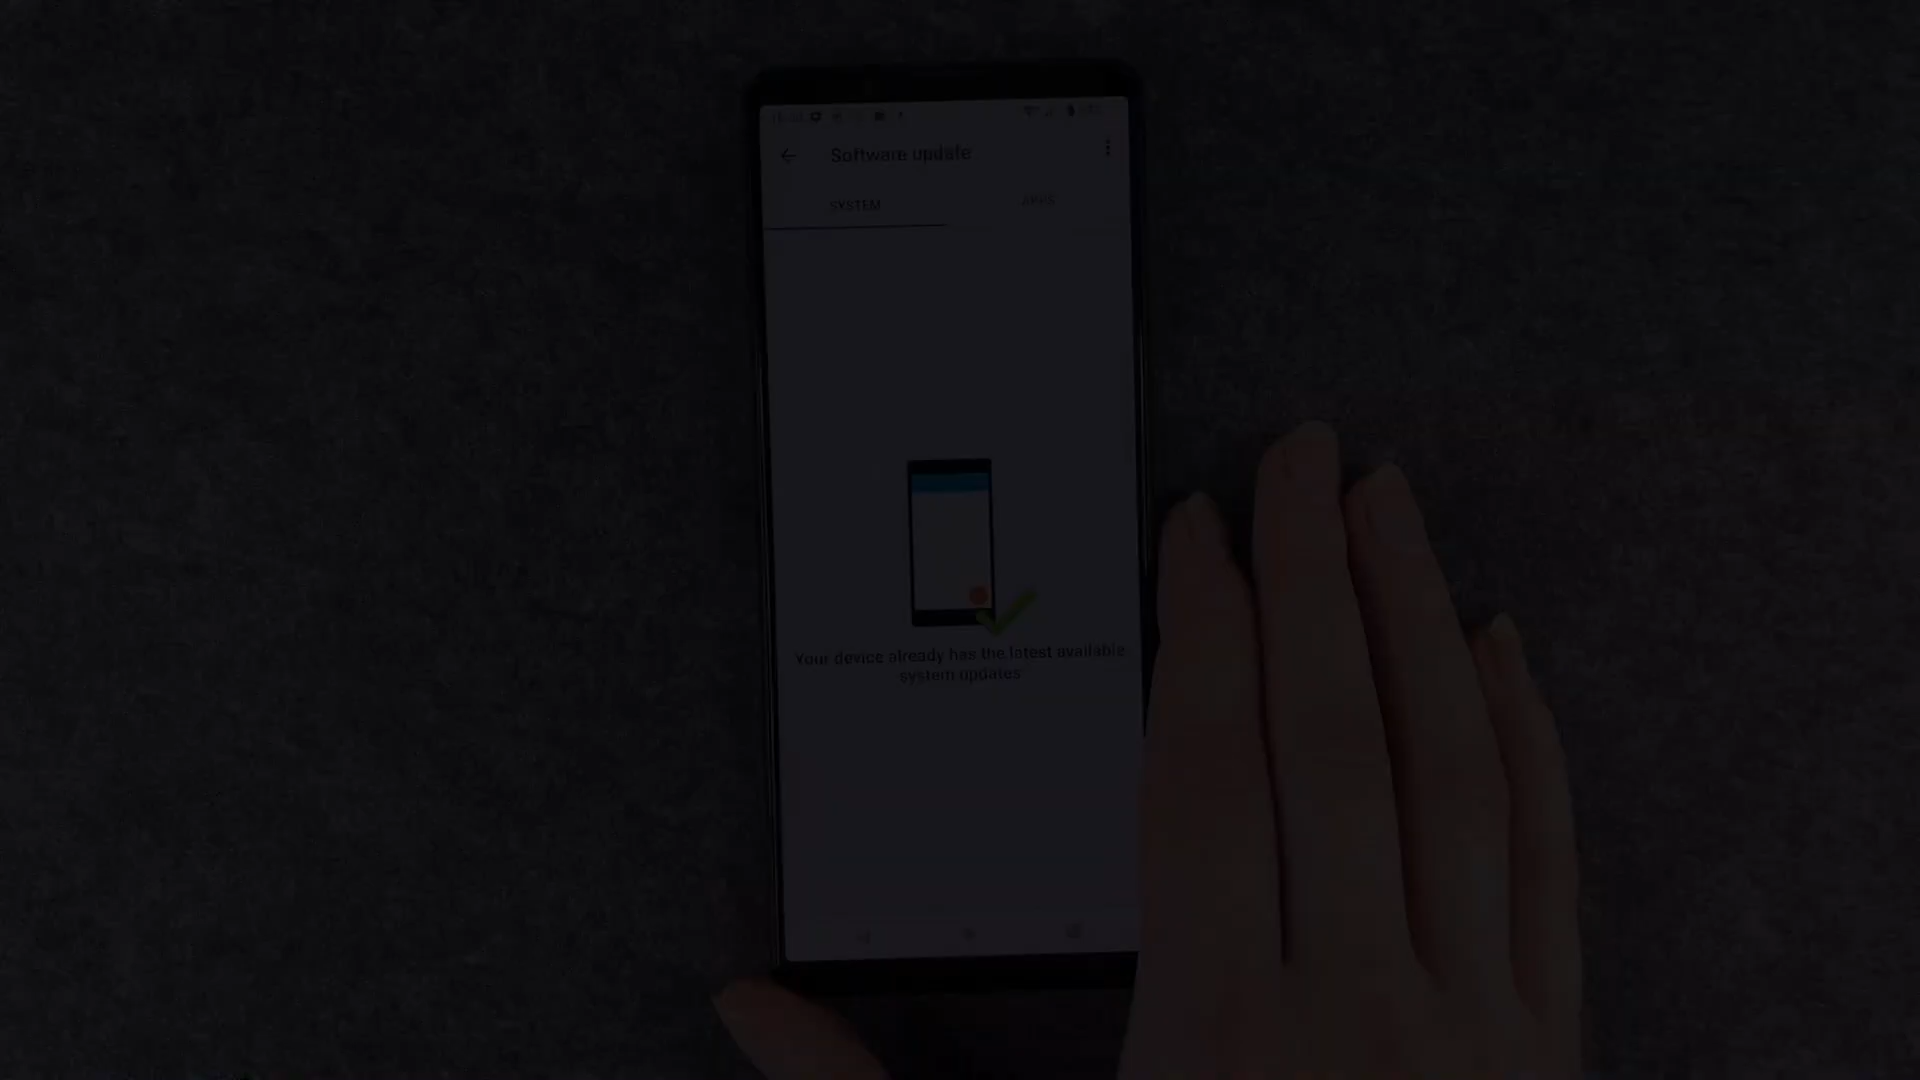 Software update
SYSTEM
APPS
Your device already has the latest available
system updates